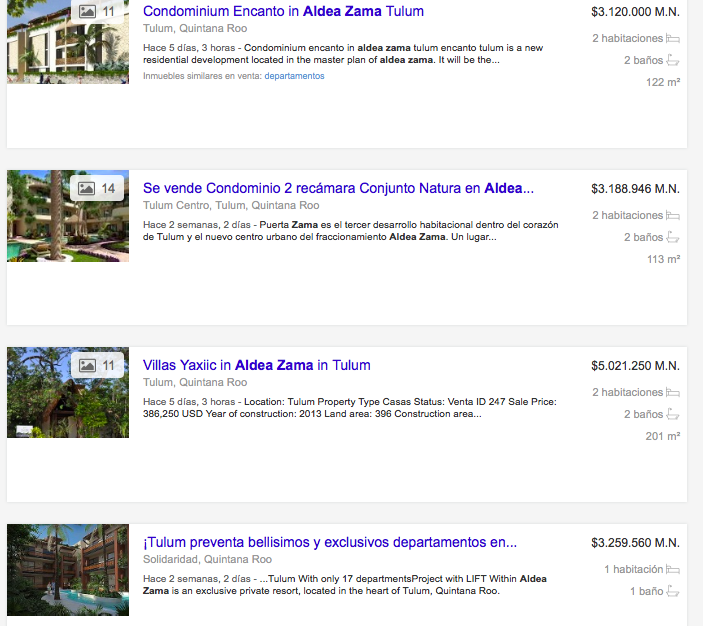 11
Condominium Encanto in Aldea Zama Tulum
$3.120.000 M.N.
Tulum, Quintana Roo
2 habitaciones
Hace 5 días, 3 horas - Condominium encanto in aldea zama tulum encanto tulum is a new
residential development located in the master plan of aldea zama. It will be the...
2 baños
Inmuebles similares en venta: departamentos
122 m²
14
Se vende Condominio 2 recámara Conjunto Natura en Aldea...
$3.188.946 M.N.
Tulum Centro, Tulum, Quintana Roo
2 habitaciones
Hace 2 semanas, 2 días - Puerta Zama es el tercer desarrollo habitacional dentro del corazón
de Tulum y el nuevo centro urbano del fraccionamiento Aldea Zama. Un lugar...
2 baños
113 m²
11
Villas Yaxiic in Aldea Zama in Tulum
$5.021.250 M.N.
Tulum, Quintana Roo
2 habitaciones
Hace 5 días, 3 horas - Location: Tulum Property Type Casas Status: Venta ID 247 Sale Price:
386,250 USD Year of construction: 2013 Land area: 396 Construction area...
2 baños
201 m²
¡Tulum preventa bellisimos y exclusivos departamentos en...
$3.259.560 M.N.
Solidaridad, Quintana Roo
1 habitación
Hace 2 semanas, 2 días - ...Tulum With only 17 departmentsProject with LIFT Within Aldea
Zama is an exclusive private resort, located in the heart of Tulum, Quintana Roo.
1 baño